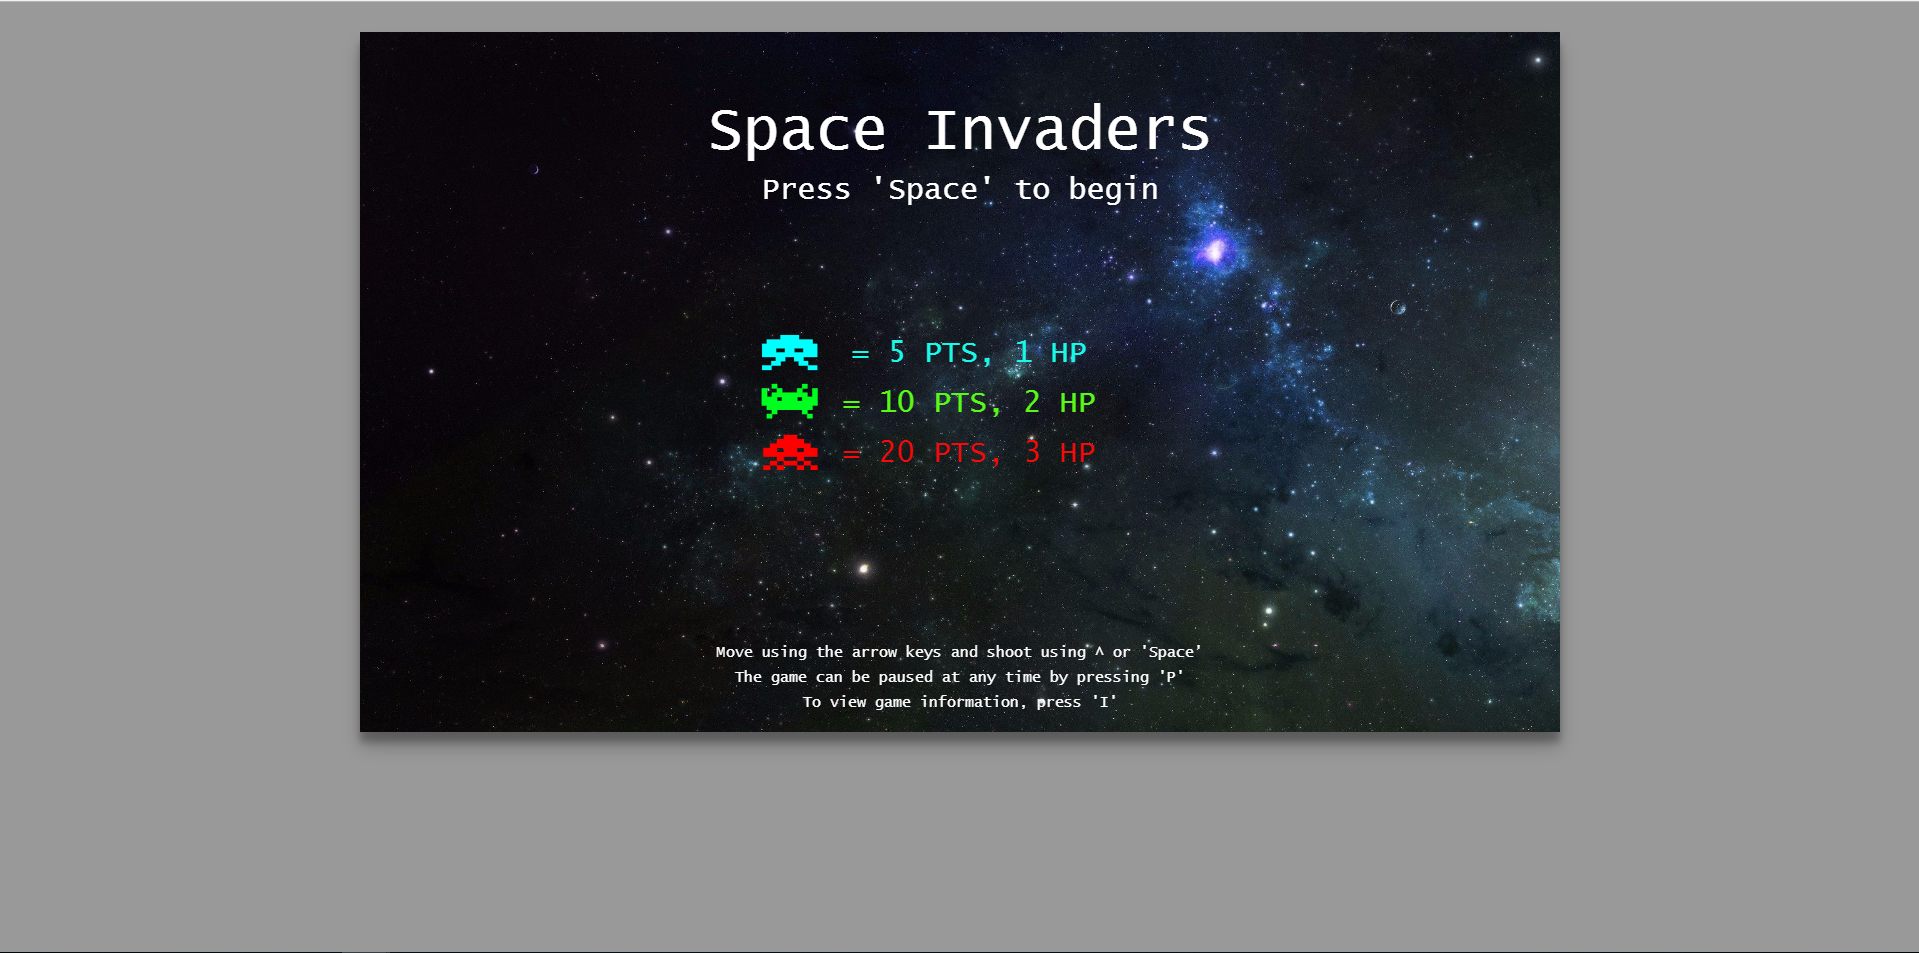 Space Invaders
Press 'Space' to begin
= 5 PTS, 1 HP
= 10 PTS, 2 HP
= 20 PTS, 3 HP
Move using the arrow keys and shoot using ^ or 'Space'
The game can be paused at any time by pressing 'P'
To view game information, press 'I'